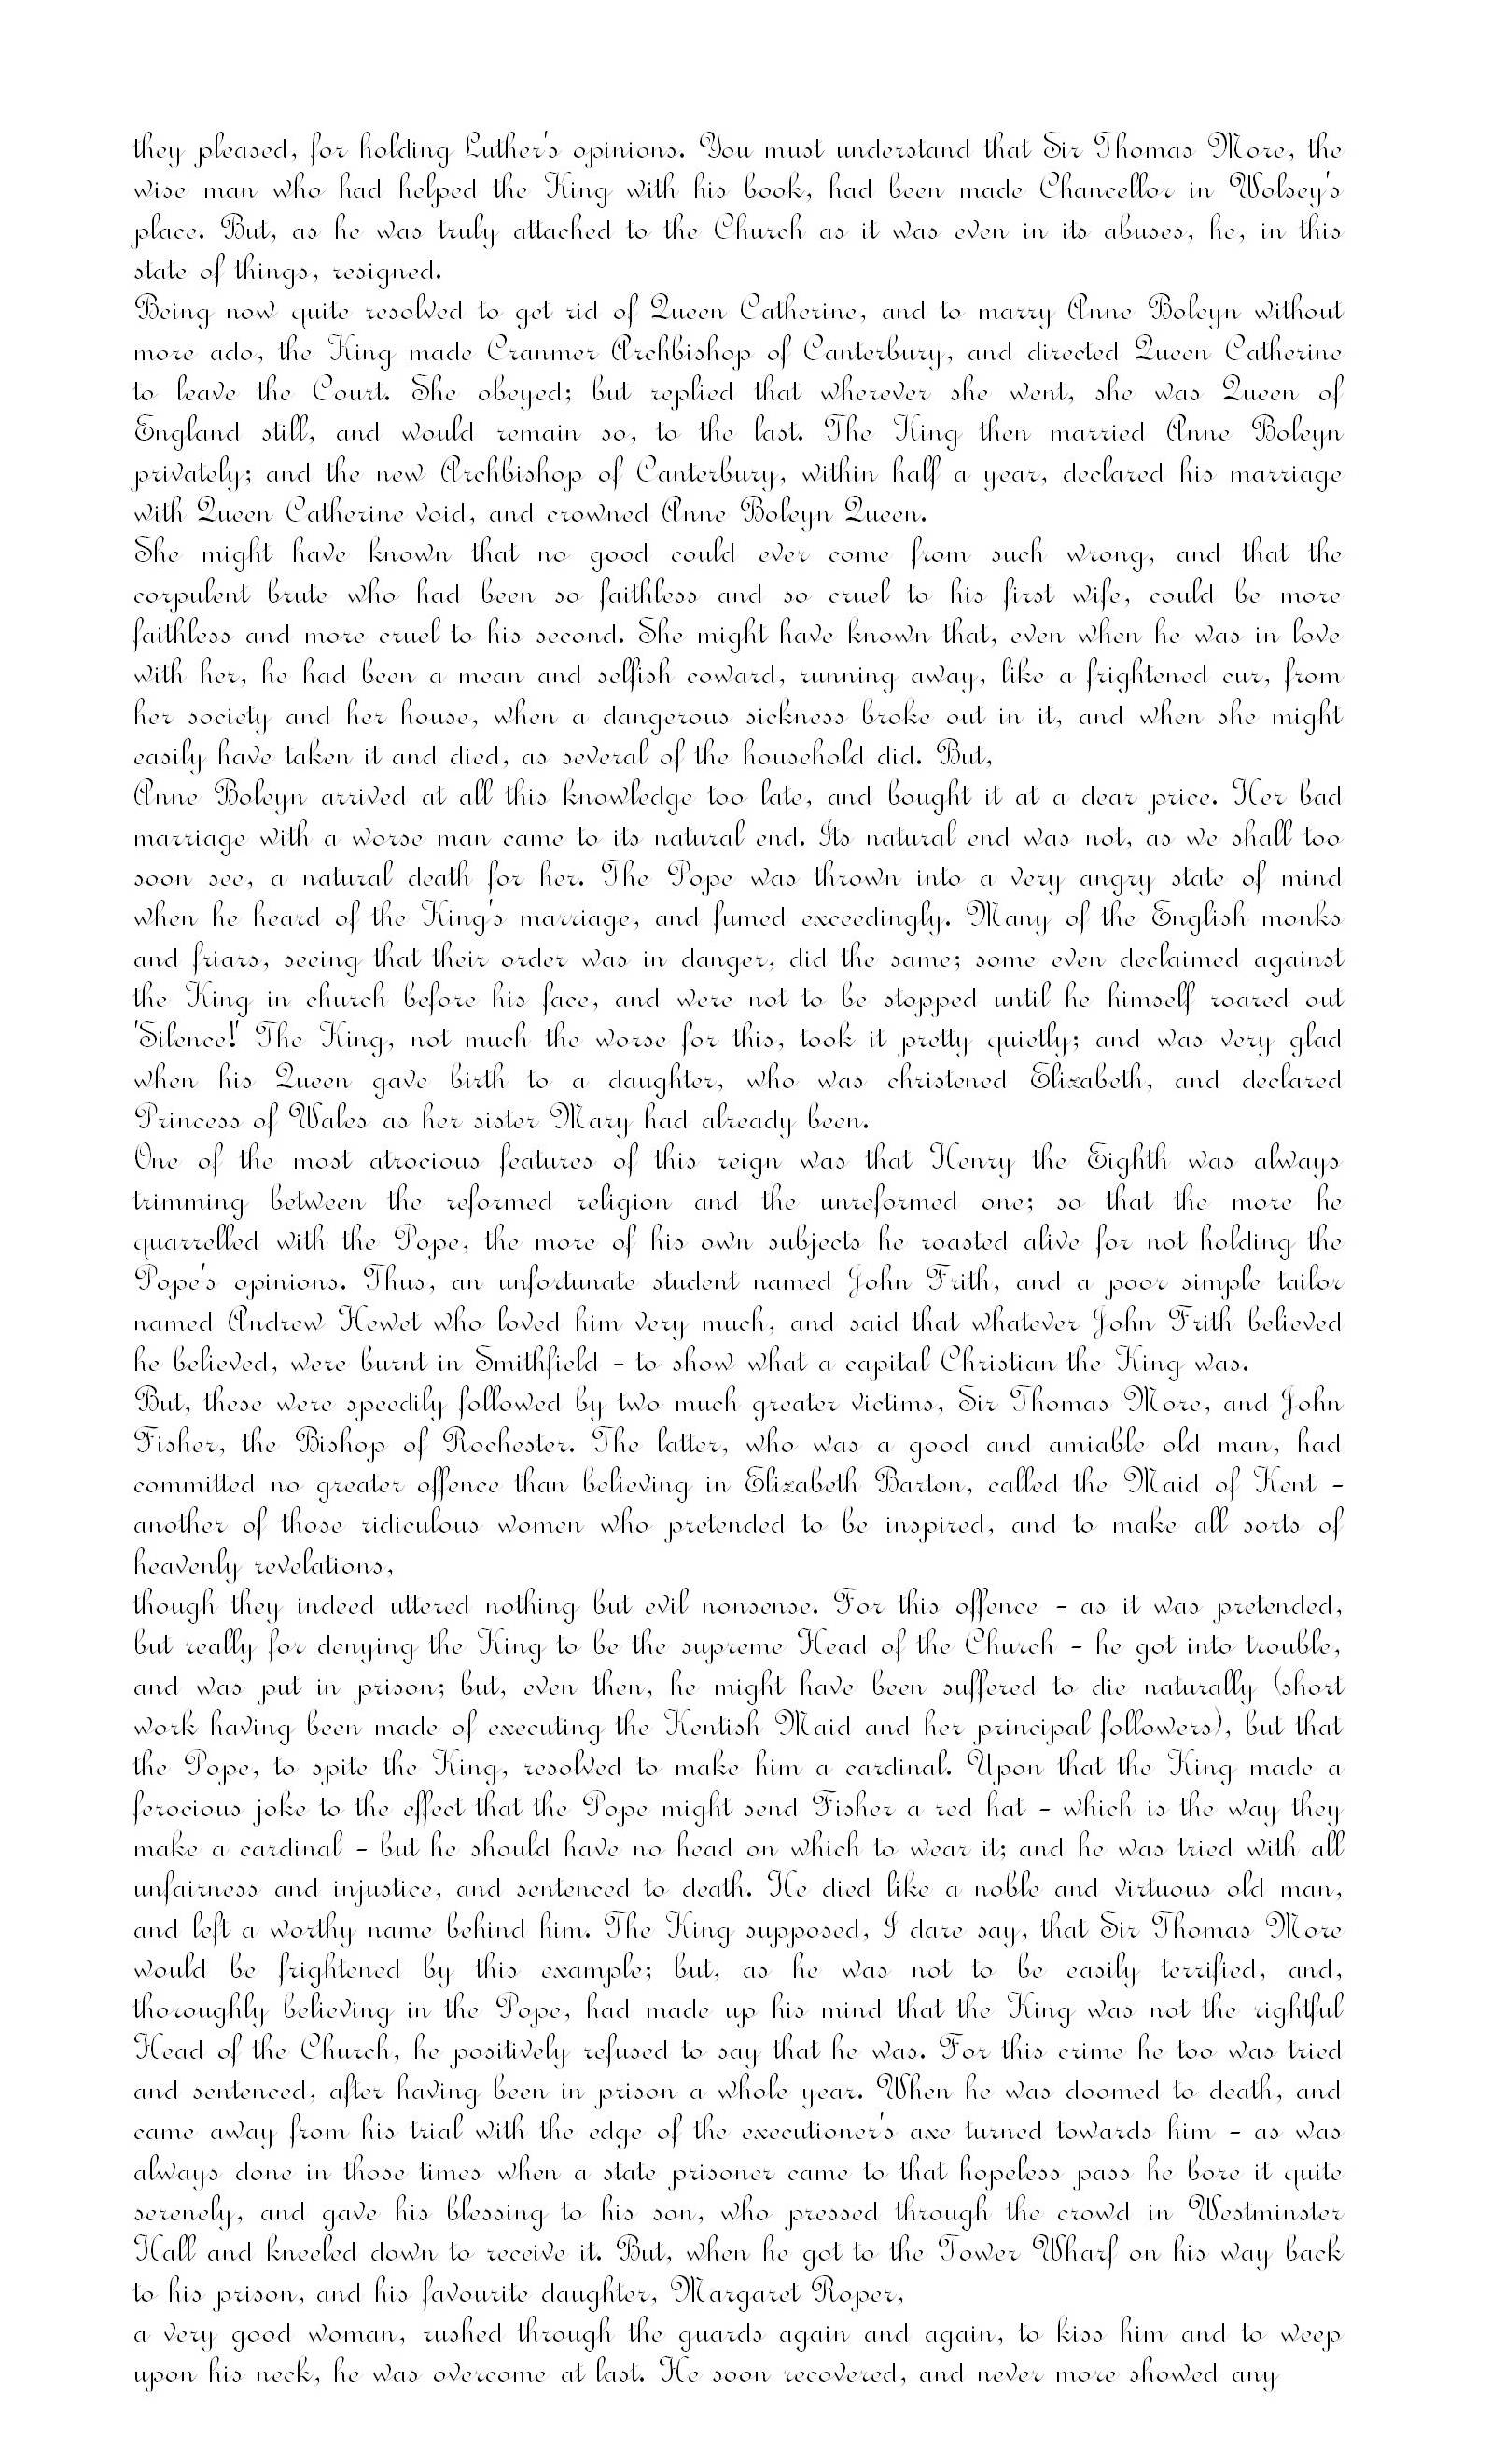 they pleased, for holding Luther's opinions. You must understand that Sir Thomas More, the
wise man who had helped the King with his book, had been made Chancellor in Wolsey's
place. But, as he was truly attached to the Church as it was even in its abuses, he, in this
state of things, resigned.
Being now quite resolved to get rid of Queen Catherine, and to marry Anne Boleyn without
more ado, the King made Cranmer Archbishop of Canterbury, and directed Queen Catherine
to leave the Court. She obeyed; but replied that wherever she went, she was Queen of
England still, and would remain so, to the last. The King then married Anne Boleyn
privately; and the new Archbishop of Canterbury, within half a year, declared his marriage
with Queen Catherine void, and crowned Anne Boleyn Queen.
She might have known that no good could ever come from such wrong, and that the
corpulent brute who had been so faithless and so cruel to his first wife, could be more
faithless and more cruel to his second. She might have known that, even when he was in love
with her, he had been a mean and selfish coward, running away, like a frightened cur, from
her society and her house, when a dangerous sickness broke out in it, and when she might
easily have taken it and died, as several of the household did. But,
Anne Boleyn arrived at all this knowledge too late, and bought it at a dear price. Her bad
marriage with a worse man came to its natural end. Its natural end was not, as we shall too
soon see, a natural death for her. The Pope was thrown into a very angry state of mind
when he heard of the King's marriage, and fumed exceedingly. Many of the English monks
and friars, seeing that their order was in danger, did the same; some even declaimed against
the King in church before his face, and were not to be stopped until he himself roared out
'Silence!' The King, not much the worse for this, took it pretty quietly; and was very glad
when his Queen gave birth to a daughter, who was christened Elizabeth, and declared
Princess of Wales as her sister Mary had already been.
One of the most atrocious features of this reign was that Henry the Eighth was always
trimming between the reformed religion and the unreformed one; so that the more he
quarrelled with the Pope, the more of his own subjects he roasted alive for not holding the
Pope's opinions. Thus, an unfortunate student named John Frith, and a poor simple tailor
named Andrew Hewet who loved him very much, and said that whatever John Frith believed
he believed, were burnt in Smithfield - to show what a capital Christian the King was.
But, these were speedily followed by two much greater victims, Sir Thomas More, and John
Fisher, the Bishop of Rochester. The latter, who was a good and amiable old man, had
committed no greater offence than believing in Elizabeth Barton, called the Maid of Kent -
another of those ridiculous women who pretended to be inspired, and to make all sorts of
heavenly revelations,
though they indeed uttered nothing but evil nonsense. For this offence - as it was pretended,
but really for denying the King to be the supreme Head of the Church - he got into trouble,
and was put in prison; but, even then, he might have been suffered to die naturally (short
work having been made of executing the Kentish Maid and her principal followers), but that
the Pope, to spite the King, resolved to make him a cardinal. Upon that the King made a
ferocious joke to the effect that the Pope might send Fisher a red hat - which is the way they
make a cardinal - but he should have no head on which to wear it; and he was tried with all
unfairness and injustice, and sentenced to death. He died like a noble and virtuous old man,
and left a worthy name behind him. The King supposed, I dare say, that Sir Thomas More
would be frightened by this example; but, as he was not to be easily terrified, and,
thoroughly believing in the Pope, had made up his mind that the King was not the rightful
Head of the Church, he positively refused to say that he was. For this crime he too was tried
and sentenced, after having been in prison a whole year. When he was doomed to death, and
came away from his trial with the edge of the executioner's axe turned towards him - as was
always done in those times when a state prisoner came to that hopeless pass he bore it quite
serenely, and gave his blessing to his son, who pressed through the crowd in Westminster
Hall and kneeled down to receive it. But, when he got to the Tower Wharf on his way back
to his prison, and his favourite daughter, Margaret Roper,
a very good woman, rushed through the guards again and again, to kiss him and to weep
upon his neck, he was overcome at last. He soon recovered, and never more showed any